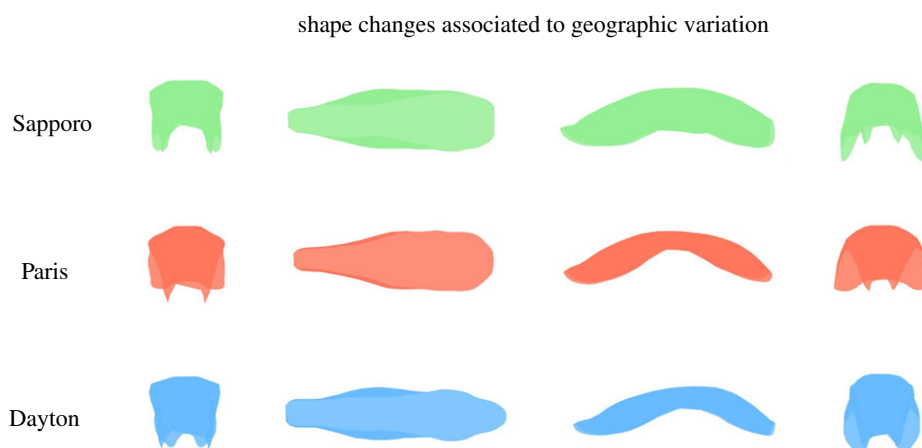 shape changes associated to geographic variation
Sapporo
Paris
Dayton